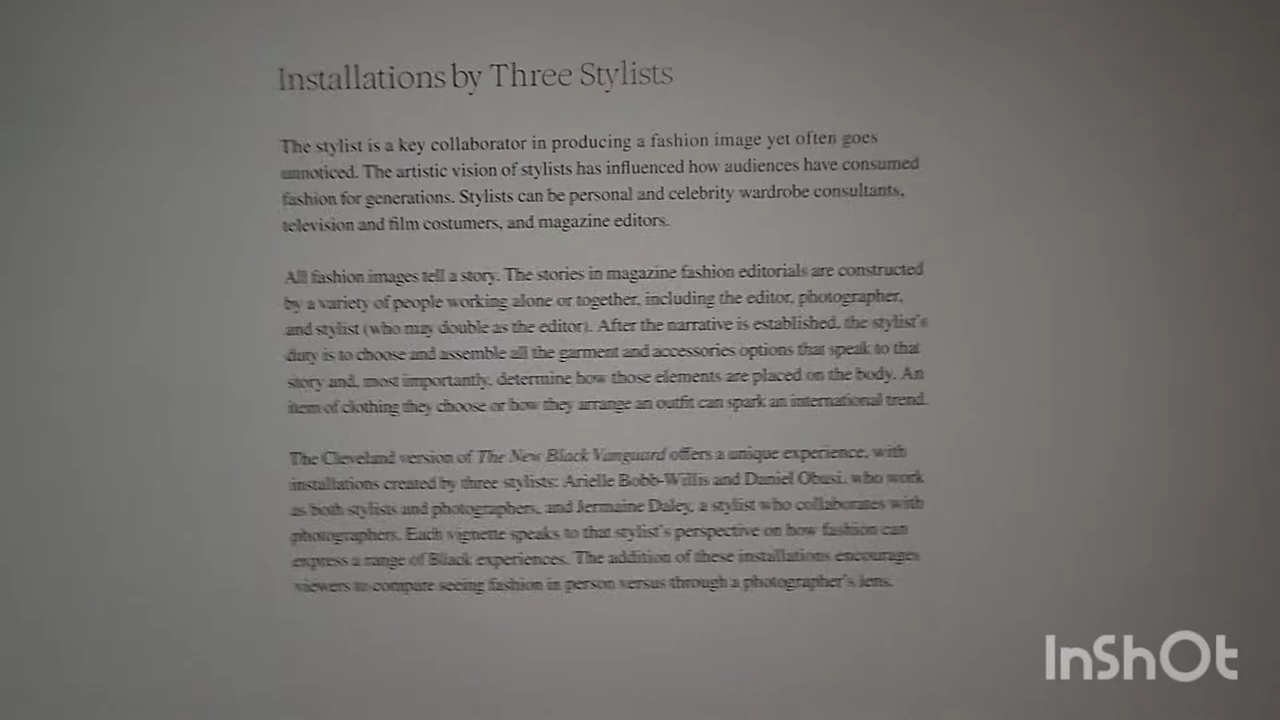 Installations by Three Stylists
The stylist is a key collaborator in producing a fashion image yet often goes
unnoticed. The artistic vision of stylists has influenced how audiences have consumed
fashion for generations. Stylists can be personal and celebrity wardrobe consultants,
television and film costumers, and magazine editors.
All fashion images tell a story. The stories in magazine fashion editorials are constructed
by a variety of people working alone or together, including the editor, photographer,
and stylist (who may double as the editor). After the narrative is established, the stylist's
duty is to choose and assemble all the garment and accessories options that speak to that
story and, most importantly, determine how those elements are placed on the body. An
item of clothing they choose or how they arrange an outfit can spark an international trend.
The Cleveland version of The New Black Vanguard offers a unique experience, with
installations created by three stylists: Arielle Bobb-Willis and Daniel Obasi, who work
as both stylists and photographers, and Jermaine Daley, a stylist who collaborates with
photographers. Each vignette speaks to that stylist's perspective on how fashion can
express a range of Black experiences. The addition of these installations encourages
viewers to compare seeing fashion in person versus through a photographer's lens.
InShOt